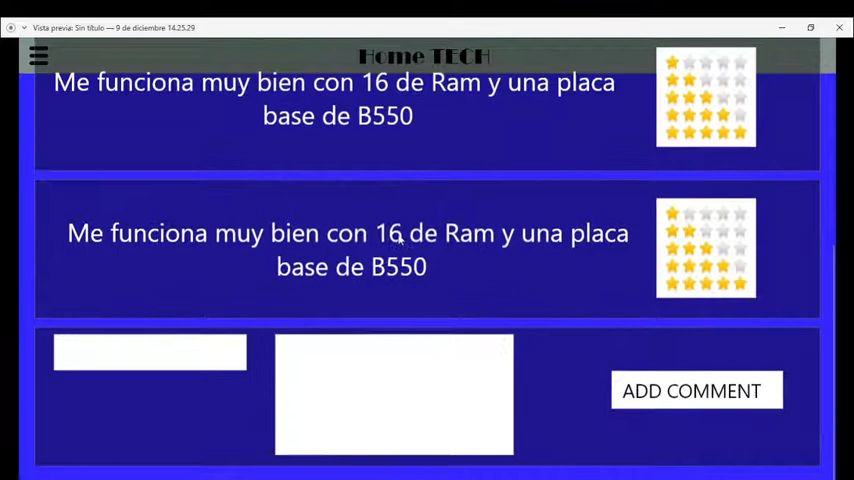 Vista previa: Sin título — 9 de diciembre 14.25.29
Home TECH
Me funciona muy bien con 16 de Ram y una placa
base de B550
Me funciona muy bien con 16 de Ram y una placa
base de B550
ADD COMMENT